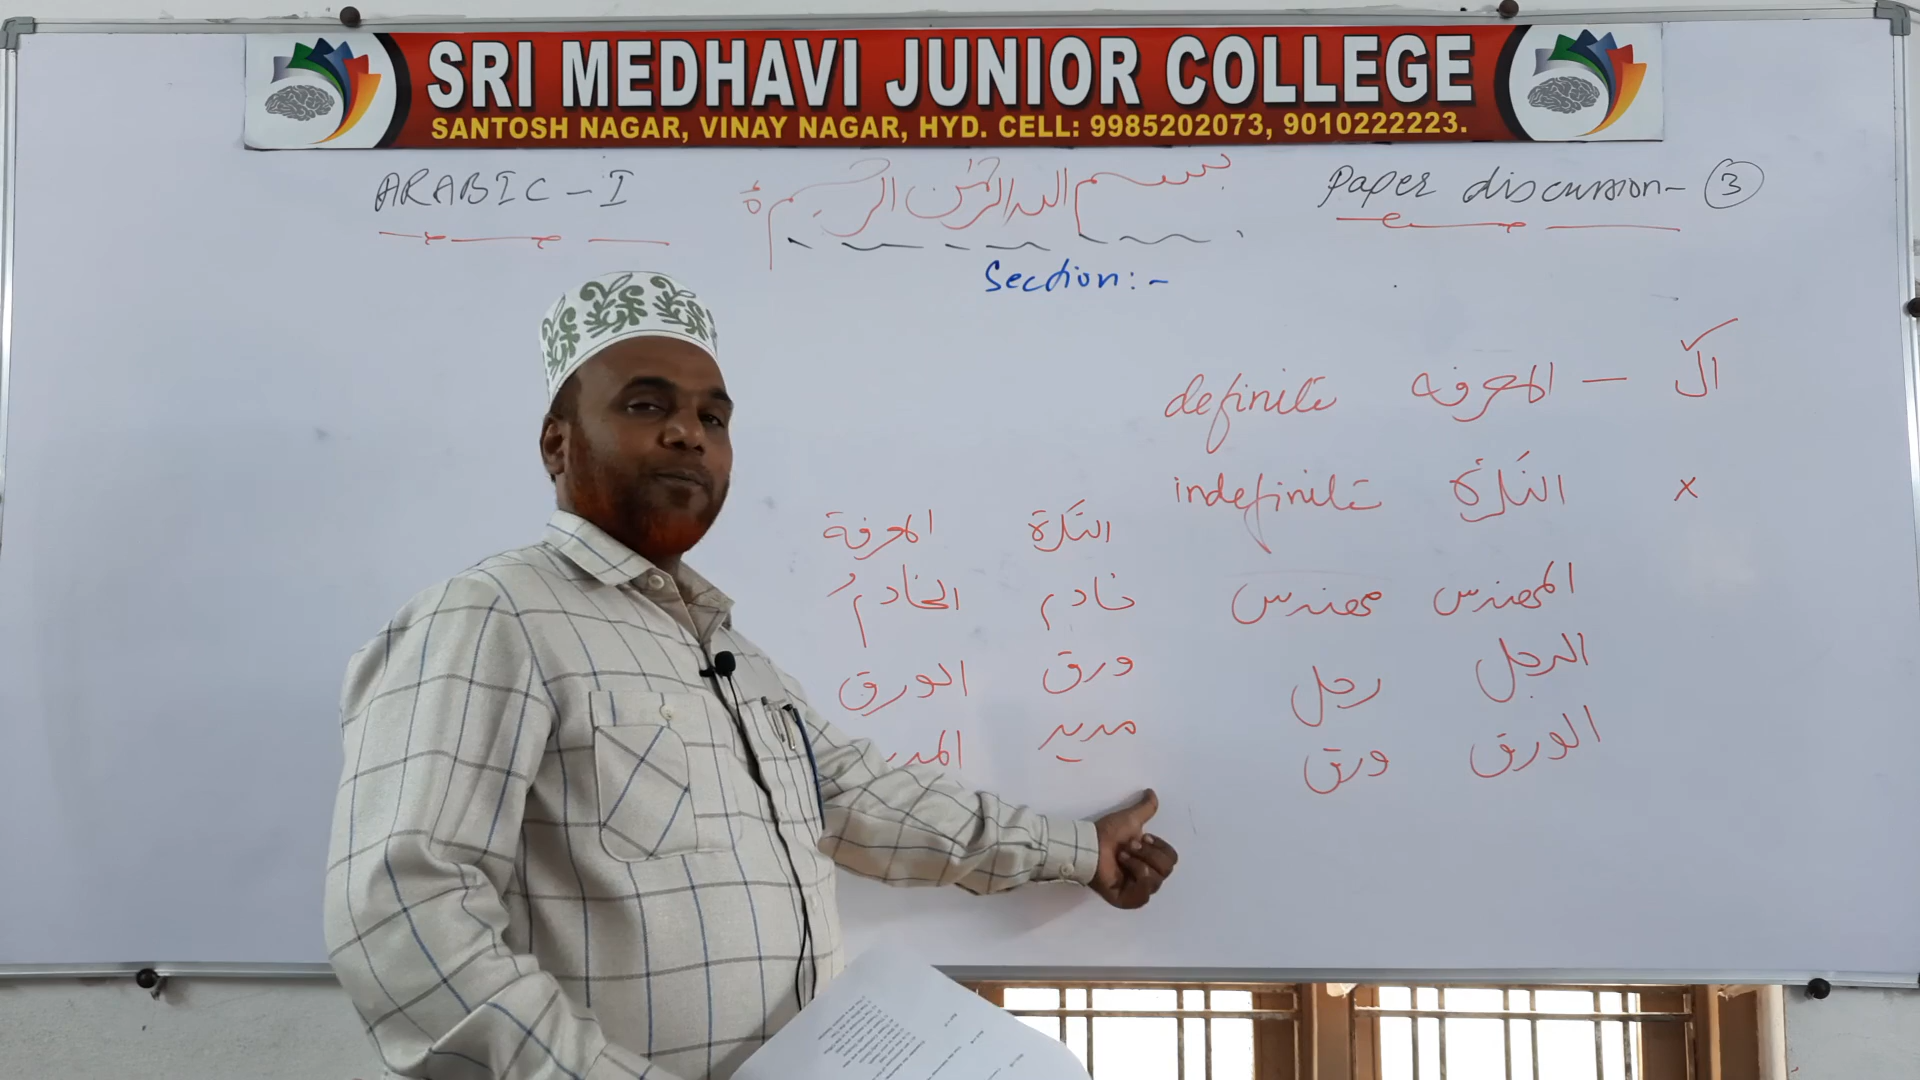 SRI MEDHAVI JUNIOR COLLEGE
SANTOSH NAGAR, VINAY NAGAR, HYD. CELL: 9985202073, 9010222223.
ARABIC - I
بسم الله الرحمن الرحيم
Paper discussion - 3
Section:-
ال — المعرفه definite
x النكرة indefinite
النكرة المعرفة
المهندس مهندس
خادم الخادمُ
الرجل رجل
ورق الورق
الورق ورق
مدير المد